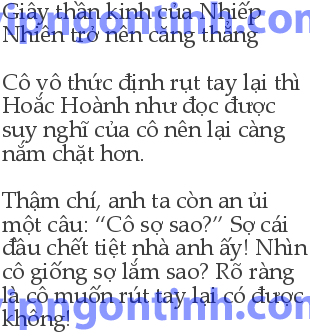 Giây thần kinh của Nhiếp
Nhiên trở nên căng thẳng
Cô vô thức định rụt tay lại thì
Hoắc Hoành như đọc được
suy nghĩ của cô nên lại càng
nắm chặt hơn.
Thậm chí, anh ta còn an ủi
một câu: “Cô sợ sao?” Sợ cái
đầu chết tiệt nhà anh ấy! Nhìn
cô giống sợ lắm sao? Rõ ràng
là cô muốn rút tay lại có được
không!
vipngontinh.com